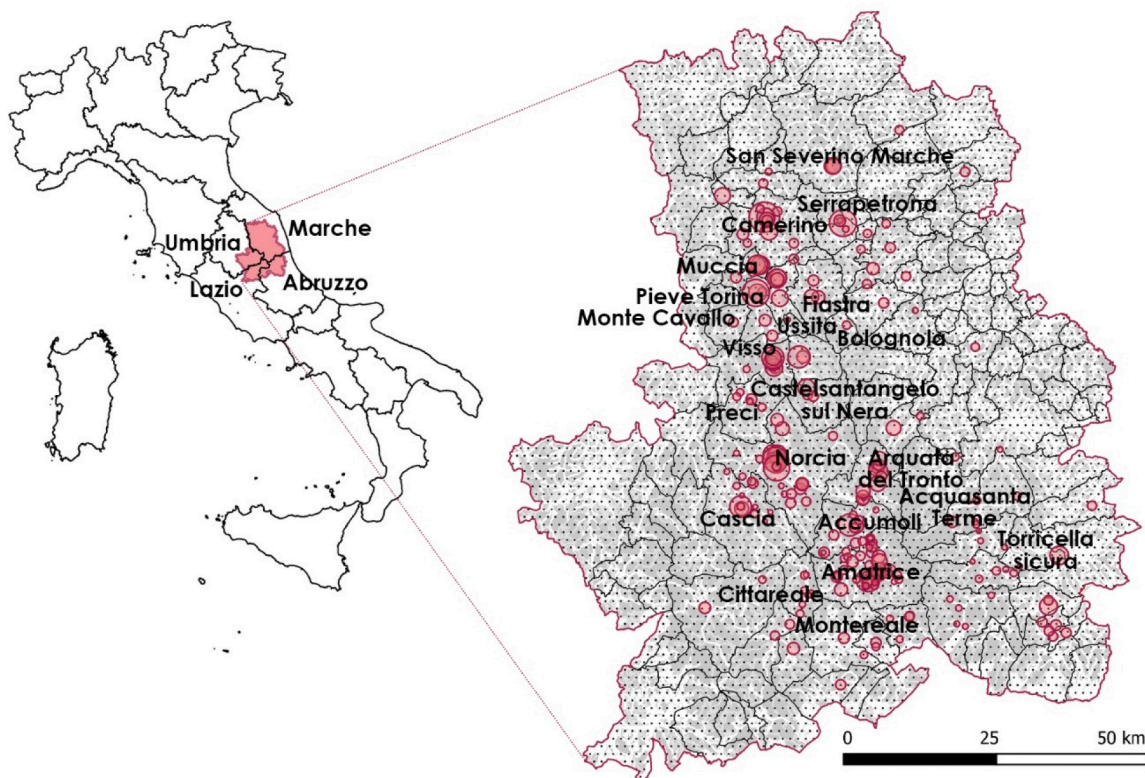 Umbria
Marche
Lazio
Abruzzo
San Severino Marche
Serrapetrona
Camerino
Muccia
Pieve Torina
Fiastra
Monte Cavallo
Ussita
Bolognola
Visso
Castelsantangelo
sul Nera
Preci
Norcia
Arquata
del Tronto
Acquasanta
Terme
Cascia
Accumoli
Torricella
sicura
Amatrice
Cittareale
Montereale
0 25 50 km